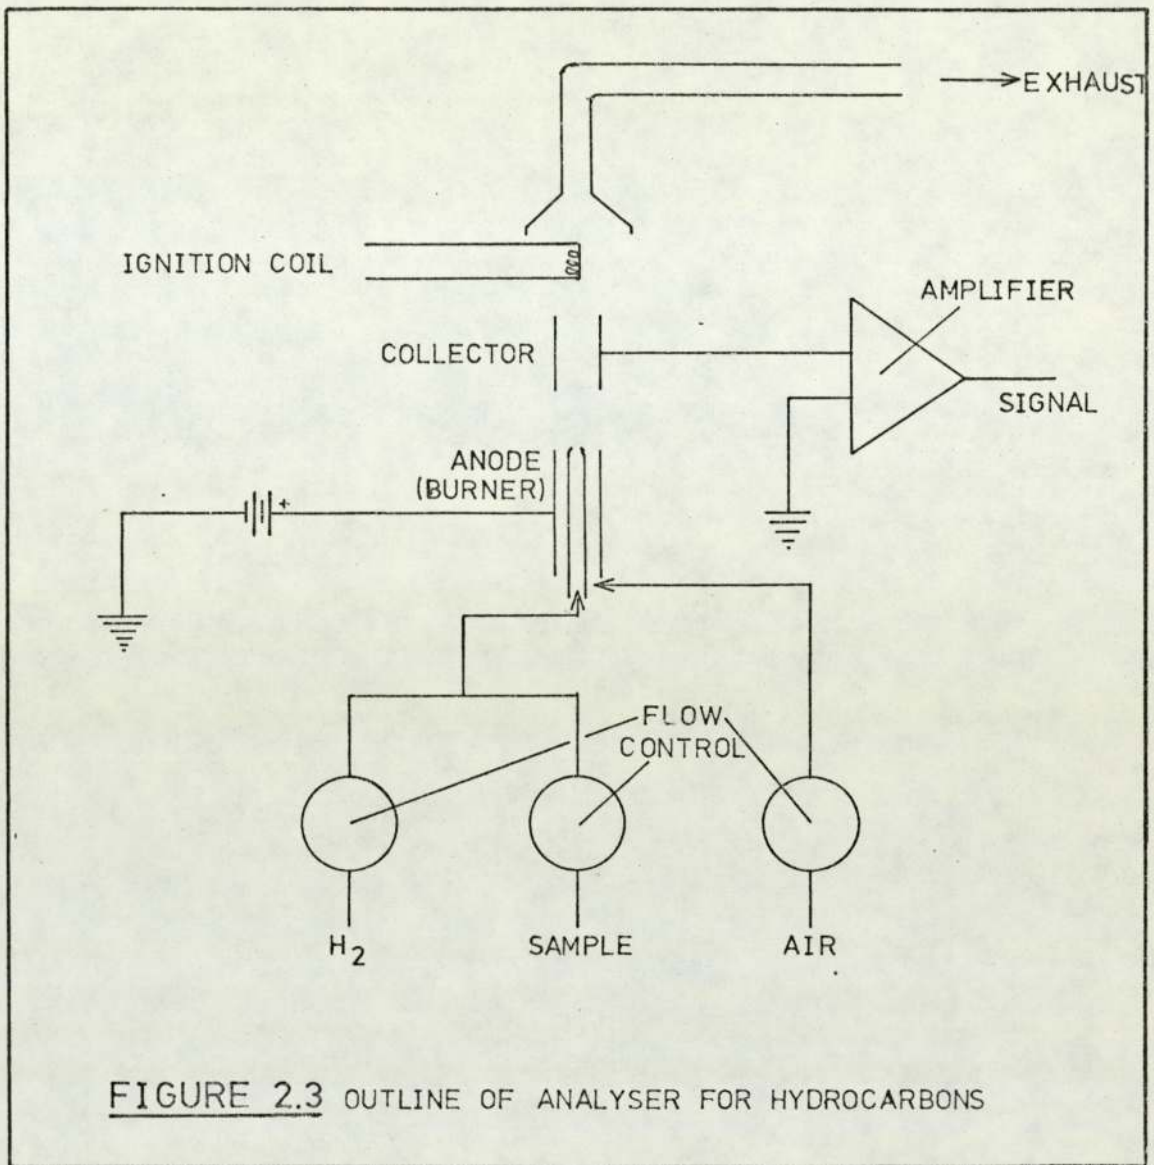 EXHAUST
IGNITION COIL
AMPLIFIER
COLLECTOR
SIGNAL
ANODE
(BURNER)
+
FLOW
CONTROL
H2
SAMPLE
AIR
FIGURE 2.3 OUTLINE OF ANALYSER FOR HYDROCARBONS